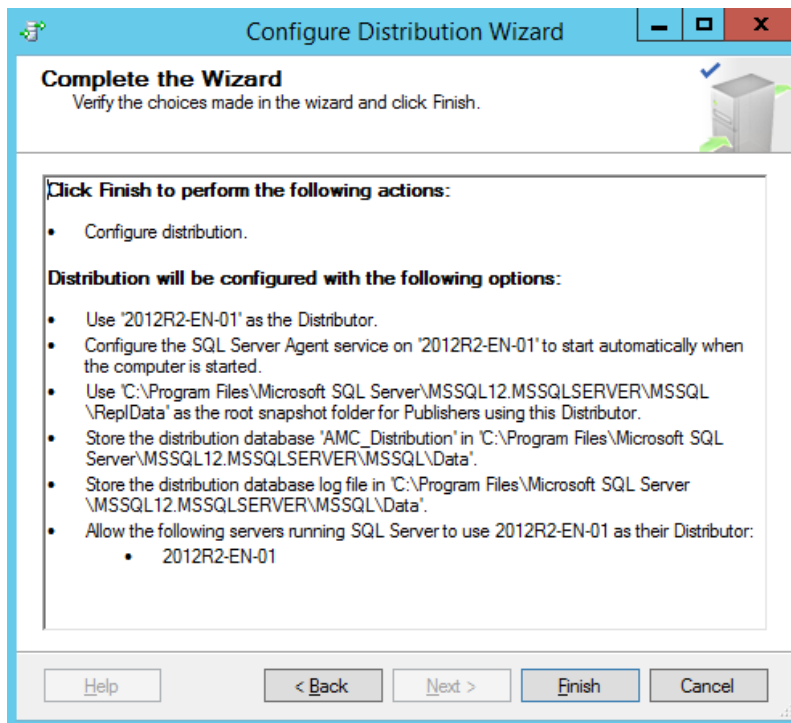 Configure Distribution Wizard
Complete the Wizard
Verify the choices made in the wizard and click Finish.
Click Finish to perform the following actions:
• Configure distribution.
Distribution will be configured with the following options:
• Use '2012R2-EN-01' as the Distributor.
• Configure the SQL Server Agent service on '2012R2-EN-01' to start automatically when
the computer is started.
• Use 'C:\Program Files\Microsoft SQL Server\MSSQL12.MSSQLSERVER\MSSQL
\ReplData' as the root snapshot folder for Publishers using this Distributor.
• Store the distribution database 'AMC_Distribution' in 'C:\Program Files\Microsoft SQL
Server\MSSQL12.MSSQLSERVER\MSSQL\Data'.
• Store the distribution database log file in 'C:\Program Files\Microsoft SQL Server
\MSSQL12.MSSQLSERVER\MSSQL\Data'.
• Allow the following servers running SQL Server to use 2012R2-EN-01 as their Distributor:
• 2012R2-EN-01
Help
< Back
Next >
Finish
Cancel